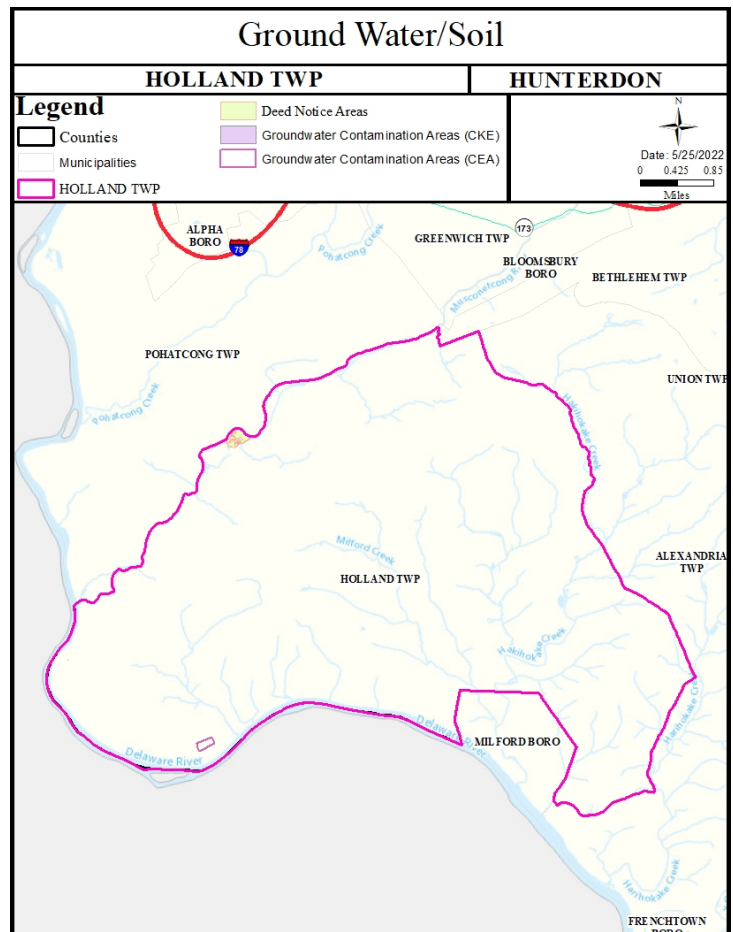 Ground Water/Soil
HOLLAND TWP
HUNTERDON
Legend
Counties
Municipalities
HOLLAND TWP
Deed Notice Areas
Groundwater Contamination Areas (CKE)
Groundwater Contamination Areas (CEA)
N
Date: 5/25/2022
0 0.425 0.85
Miles
ALPHA
BORO
78
Pohatcong Creek
GREENWICH TWP
173
BLOOMSBURY
BORO
Musconetcong River
BETHLEHEM TWP
POHATCONG TWP
UNION TWP
Pohatcong Creek
Hakihokake Creek
Milford Creek
HOLLAND TWP
ALEXANDRIA
TWP
Hakihokake Creek
Harihokake Cre
Delaware River
MILFORD BORO
Delaware River
Harihokake Creek
FRENCHTOWN
BORO